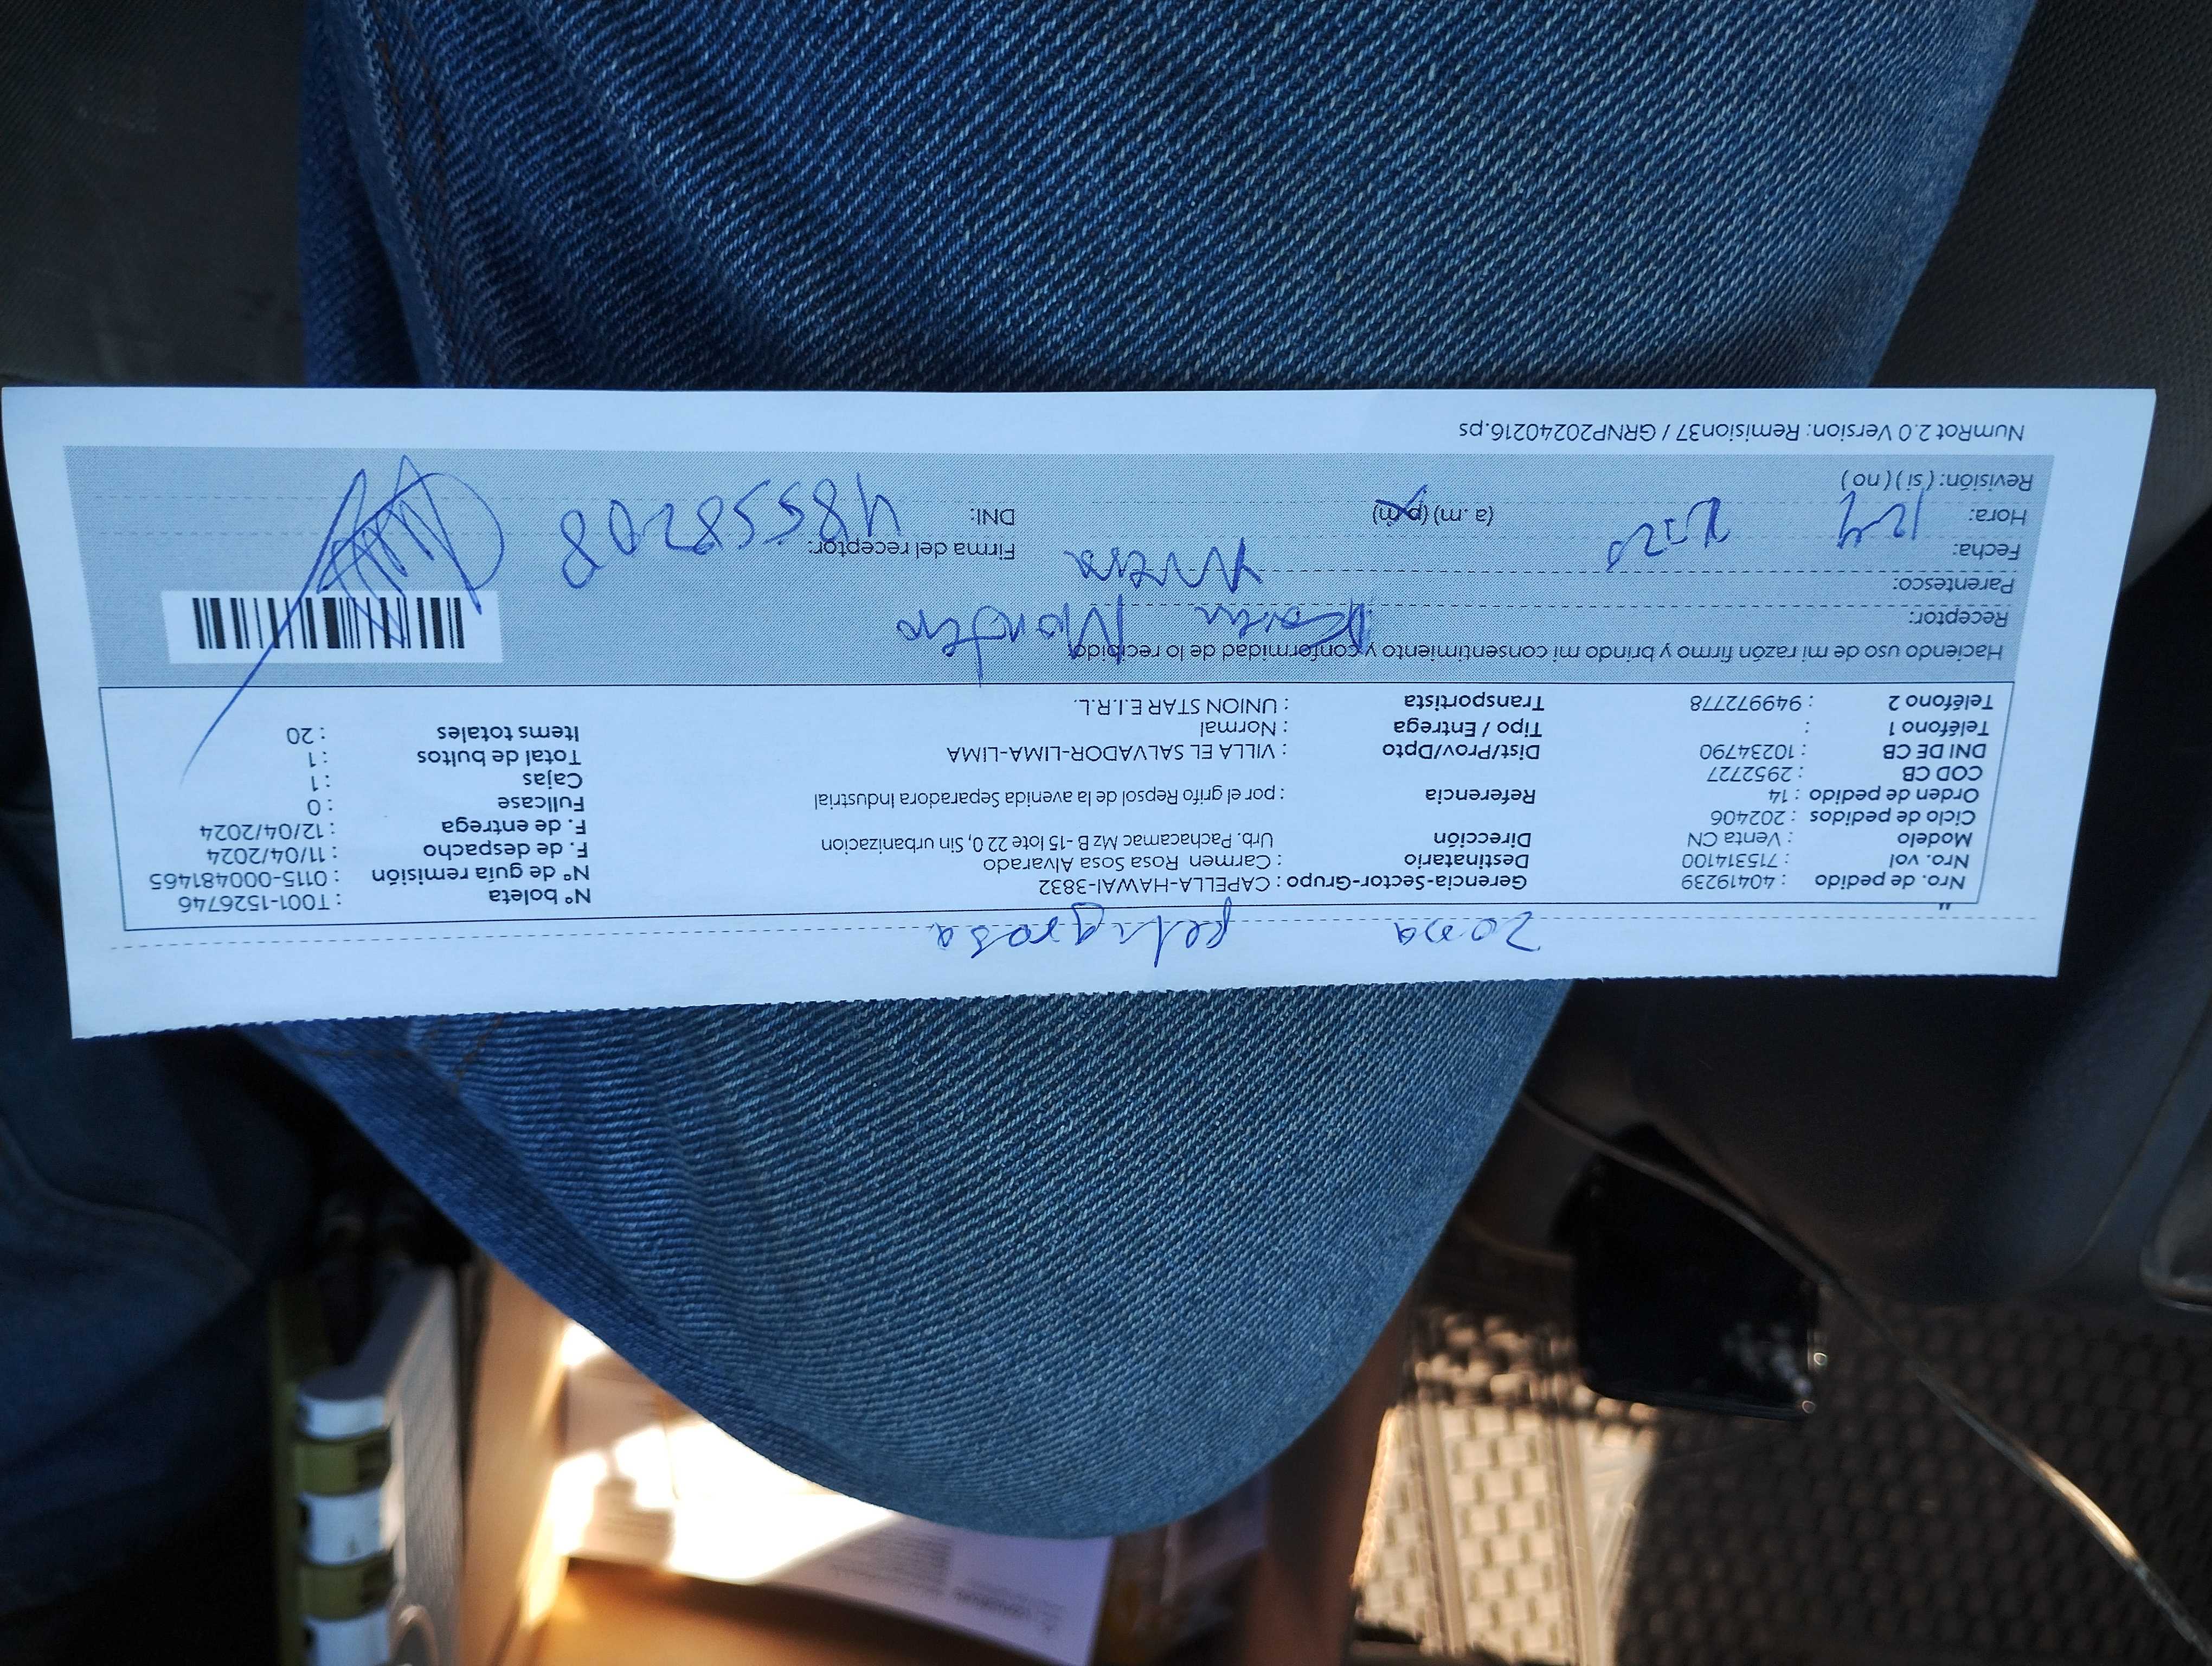 Zona peligrosa
Nro. de pedido : 40419239 Gerencia-Sector-Grupo : CAPELLA-HAWAI-3832 N° boleta : T001-1526746
Nro. vol : 715314100 Destinatario : Carmen Rosa Sosa Alvarado N° de guía remisión : 0115-000481465
Modelo : Venta CN Dirección Urb. Pachacamac Mz B -15 lote 22 0, Sin urbanizacion F. de despacho : 11/04/2024
Ciclo de pedidos : 202406 F. de entrega : 12/04/2024
Orden de pedido : 14 Referencia : por el grifo Repsol de la avenida Separadora Industrial Fullcase : 0
COD CB : 2952727 Cajas : 1
DNI DE CB : 10234790 Dist/Prov/Dpto : VILLA EL SALVADOR-LIMA-LIMA Total de bultos : 1
Teléfono 1 : Tipo / Entrega : Normal Items totales : 20
Teléfono 2 : 949972778 Transportista : UNION STAR E.I.R.L.
Haciendo uso de mi razón firmo y brindo mi consentimiento y conformidad de lo recibido
Receptor:
Parentesco:
Fecha: Firma del receptor:
Hora: (a.m) (p.m) DNI: 48558208
Revisión: ( si ) ( no )
NumRot 2.0 Version: Remision37 / GRNP20240216.ps